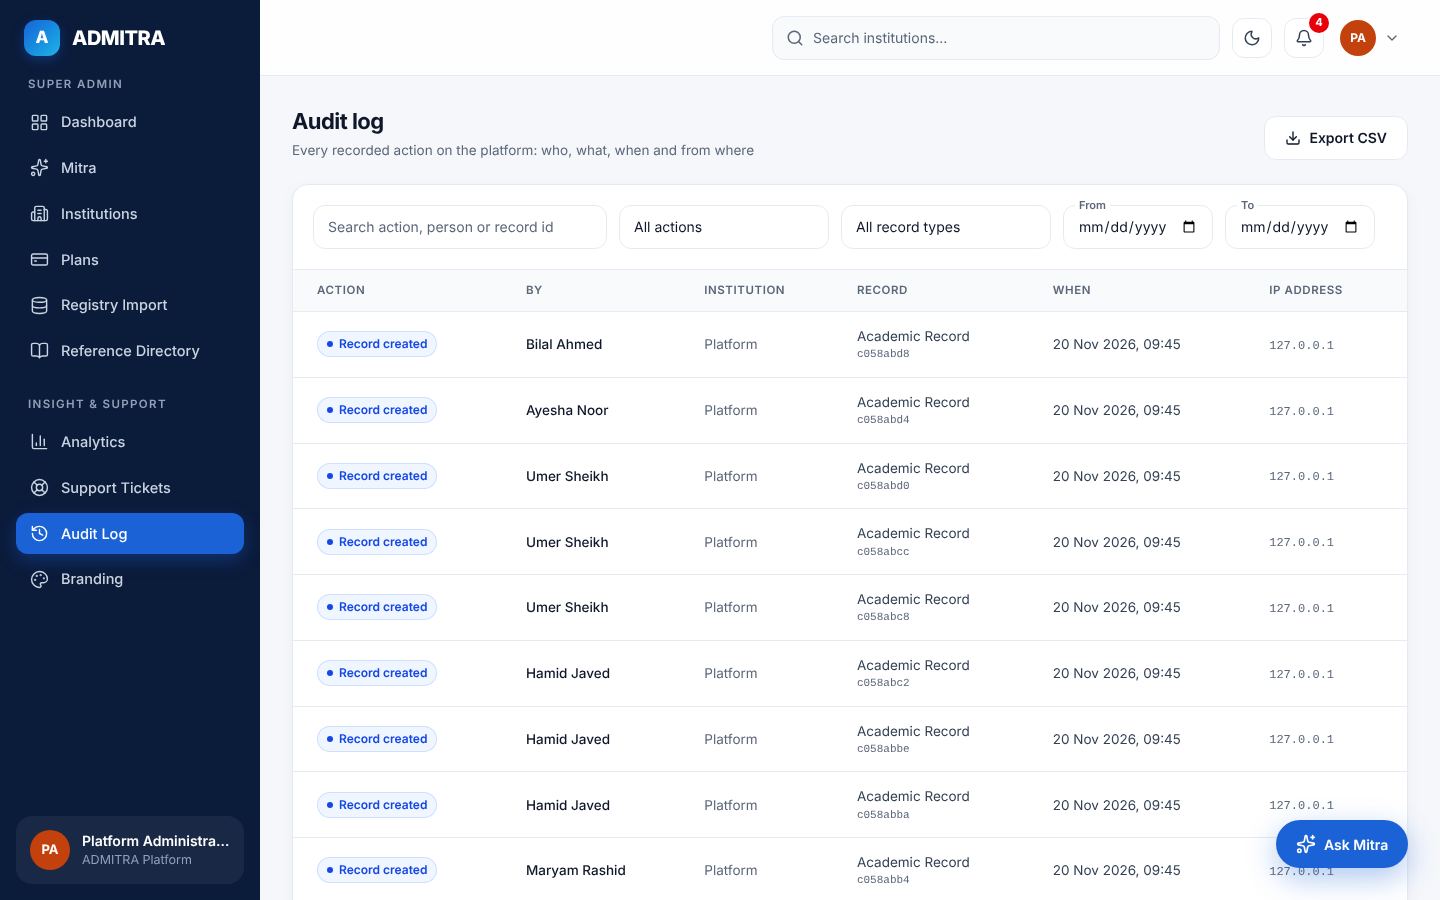 A ADMITRA
SUPER ADMIN
Dashboard
Mitra
Institutions
Plans
Registry Import
Reference Directory
INSIGHT & SUPPORT
Analytics
Support Tickets
Audit Log
Branding
PA Platform Administra...
ADMITRA Platform
Search institutions...
4
PA
Audit log
Every recorded action on the platform: who, what, when and from where
Export CSV
From To
Search action, person or record id All actions All record types mm/dd/yyyy mm/dd/yyyy
ACTION BY INSTITUTION RECORD WHEN IP ADDRESS
Record created Bilal Ahmed Platform Academic Record 20 Nov 2026, 09:45 127.0.0.1
c058abd8
Record created Ayesha Noor Platform Academic Record 20 Nov 2026, 09:45 127.0.0.1
c058abd4
Record created Umer Sheikh Platform Academic Record 20 Nov 2026, 09:45 127.0.0.1
c058abd0
Record created Umer Sheikh Platform Academic Record 20 Nov 2026, 09:45 127.0.0.1
c058abcc
Record created Umer Sheikh Platform Academic Record 20 Nov 2026, 09:45 127.0.0.1
c058abc8
Record created Hamid Javed Platform Academic Record 20 Nov 2026, 09:45 127.0.0.1
c058abc2
Record created Hamid Javed Platform Academic Record 20 Nov 2026, 09:45 127.0.0.1
c058abbe
Record created Hamid Javed Platform Academic Record 20 Nov 2026, 09:45 127.0.0.1
c058abba
Record created Maryam Rashid Platform Academic Record 20 Nov 2026, 09:45 127.0.0.1
c058abb4
Ask Mitra